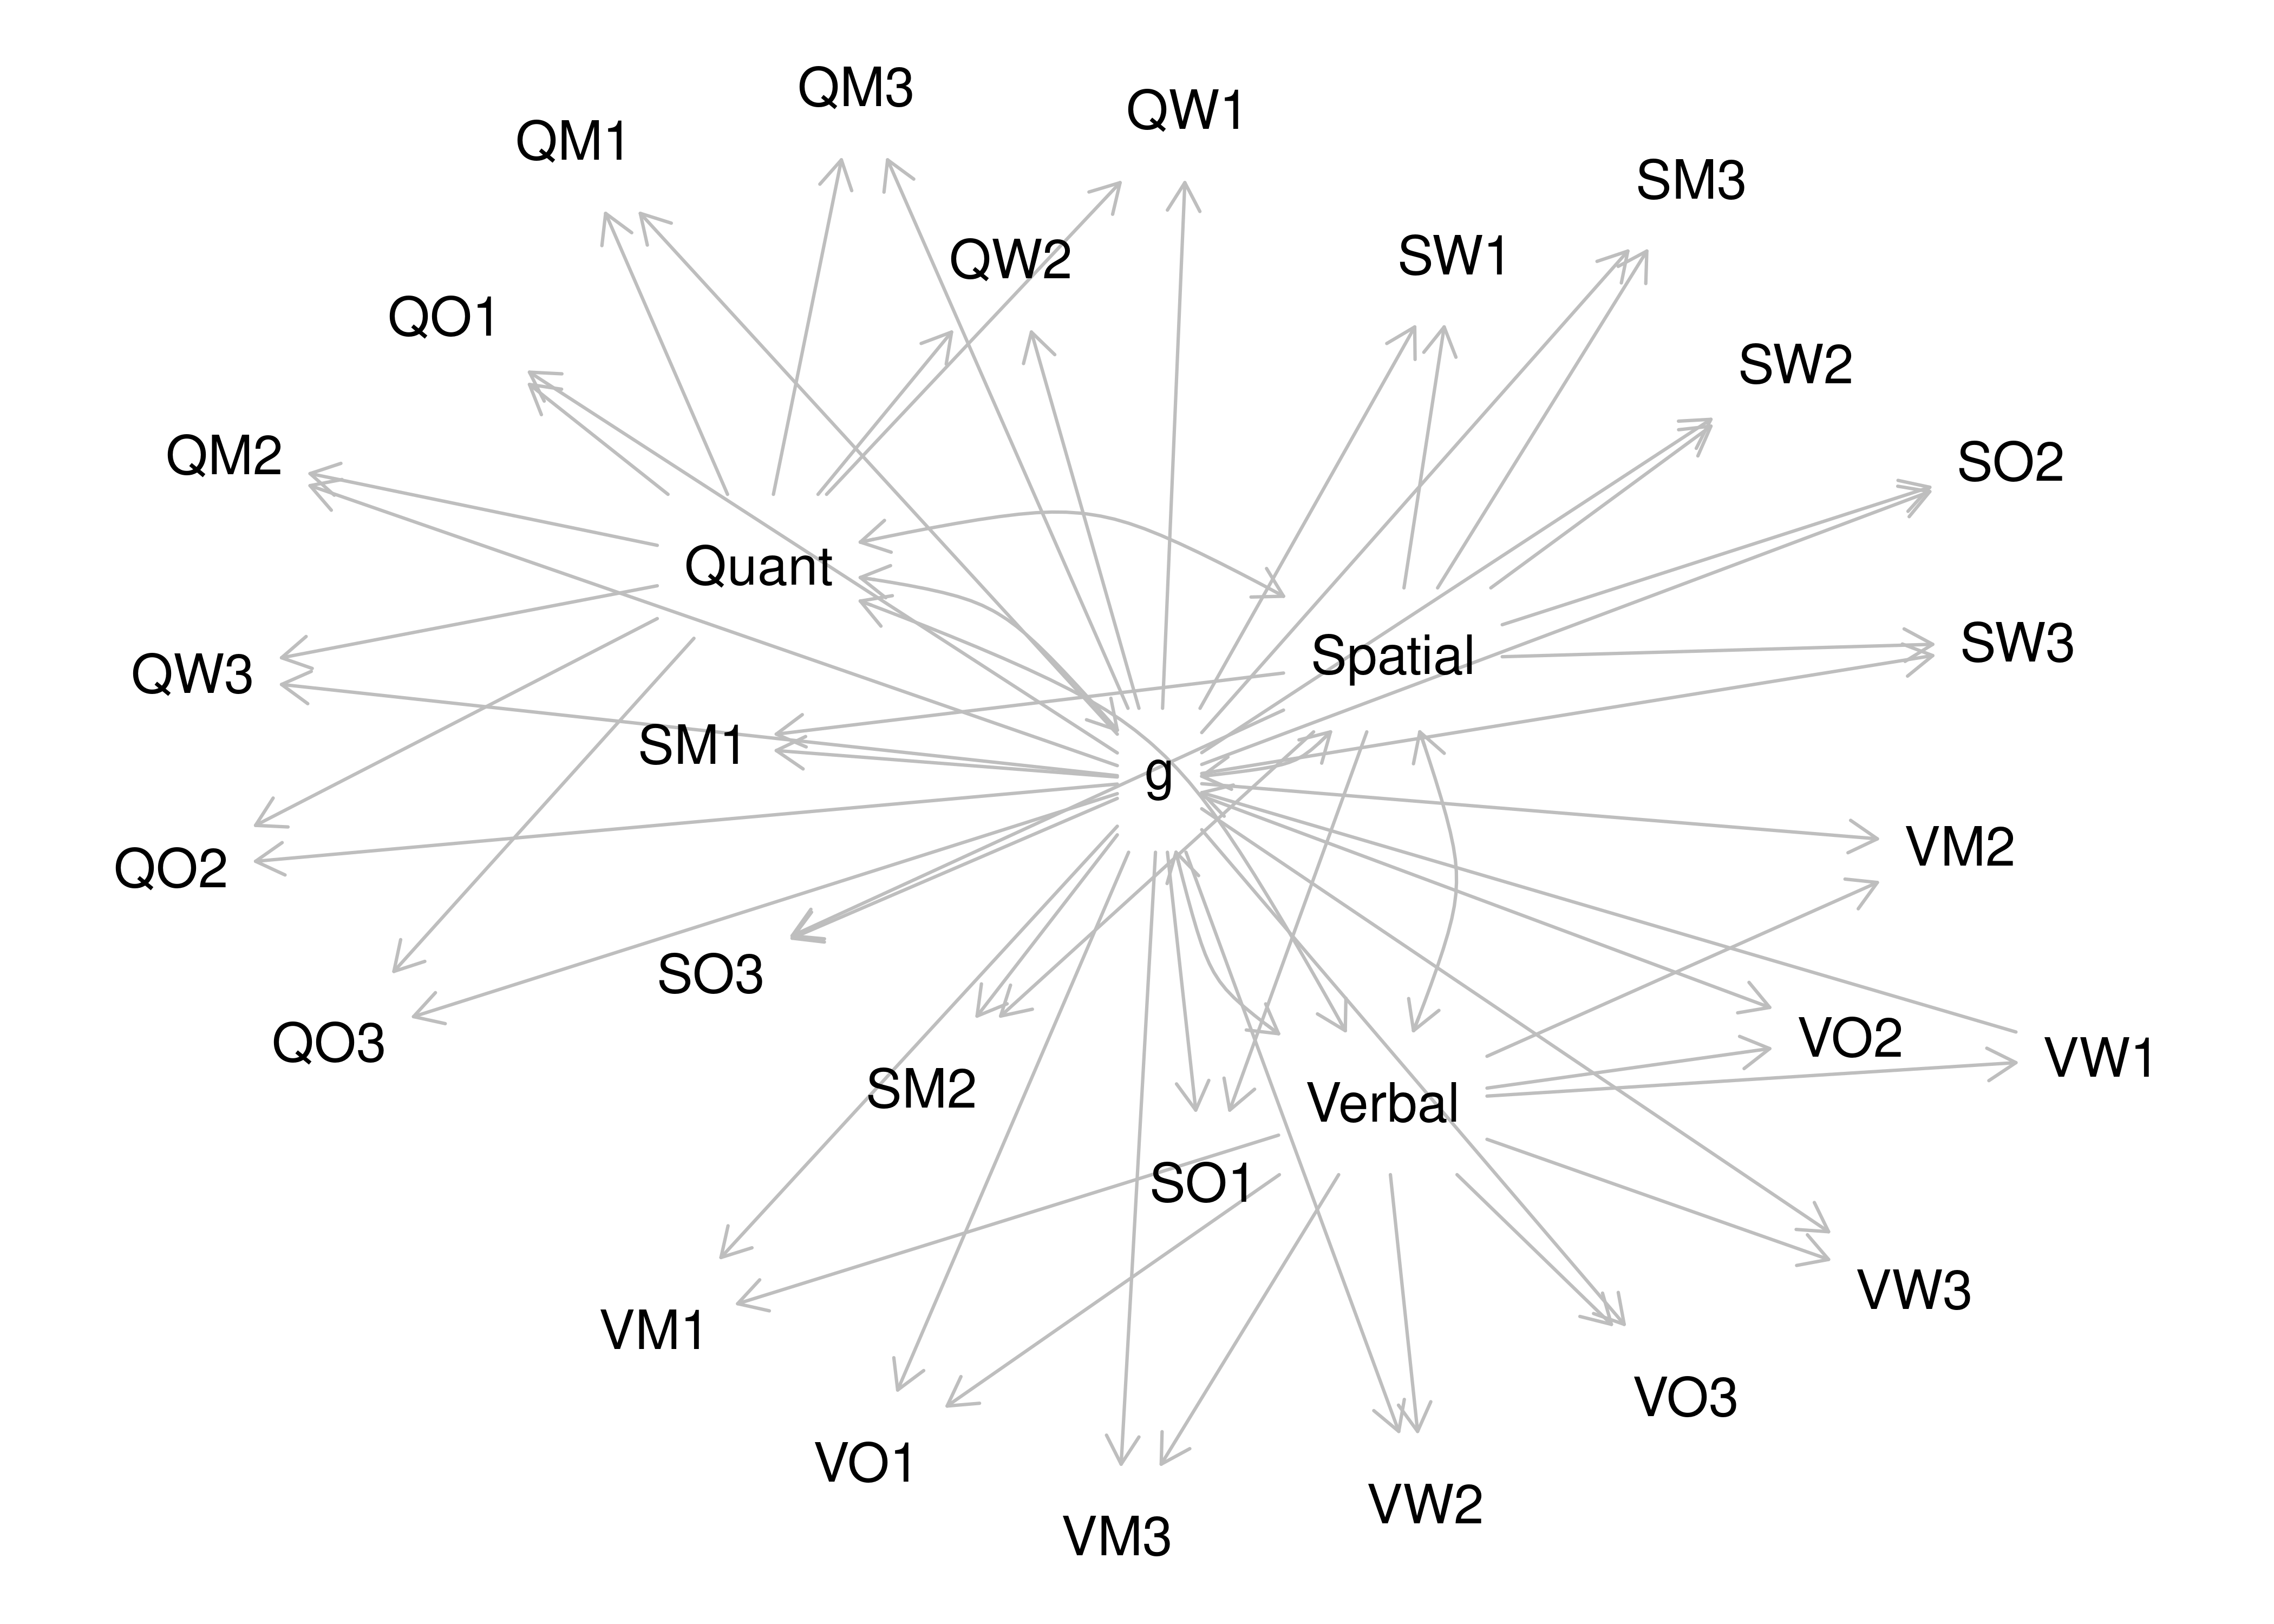 QM3
QW1
QM1
SM3
SW1
QW2
QO1
SW2
QM2
SO2
Quant
SW3
Spatial
QW3
SM1
g
VM2
QO2
SO3
VO2
QO3
VW1
SM2
Verbal
SO1
VW3
VM1
VO3
VO1
VW2
VM3